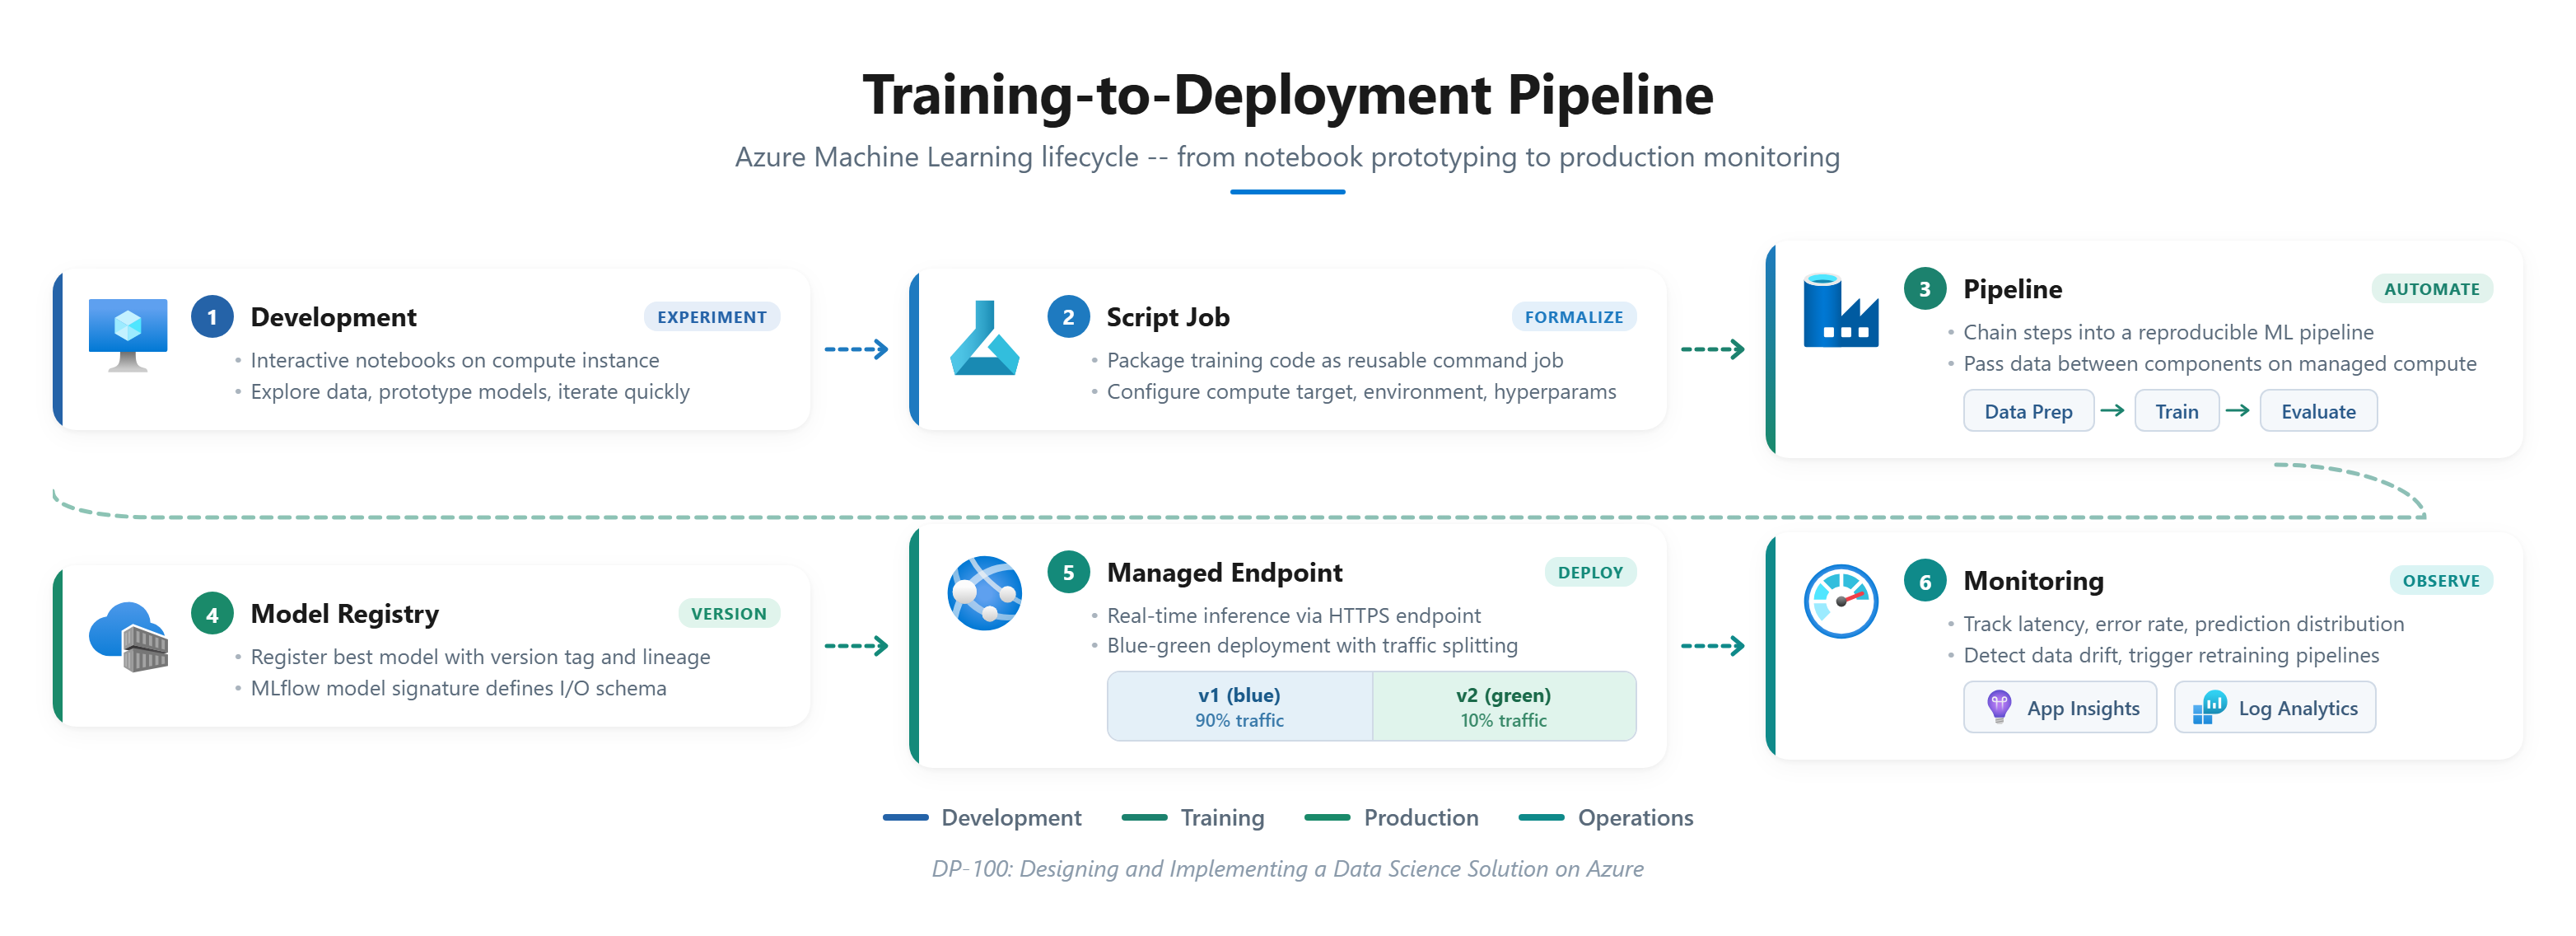 Training-to-Deployment Pipeline
Azure Machine Learning lifecycle -- from notebook prototyping to production monitoring
1 Development EXPERIMENT
• Interactive notebooks on compute instance
• Explore data, prototype models, iterate quickly
2 Script Job FORMALIZE
• Package training code as reusable command job
• Configure compute target, environment, hyperparams
3 Pipeline AUTOMATE
• Chain steps into a reproducible ML pipeline
• Pass data between components on managed compute
Data Prep Train Evaluate
4 Model Registry VERSION
• Register best model with version tag and lineage
• MLflow model signature defines I/O schema
5 Managed Endpoint DEPLOY
• Real-time inference via HTTPS endpoint
• Blue-green deployment with traffic splitting
v1 (blue) v2 (green)
90% traffic 10% traffic
6 Monitoring OBSERVE
• Track latency, error rate, prediction distribution
• Detect data drift, trigger retraining pipelines
App Insights Log Analytics
Development Training Production Operations
DP-100: Designing and Implementing a Data Science Solution on Azure